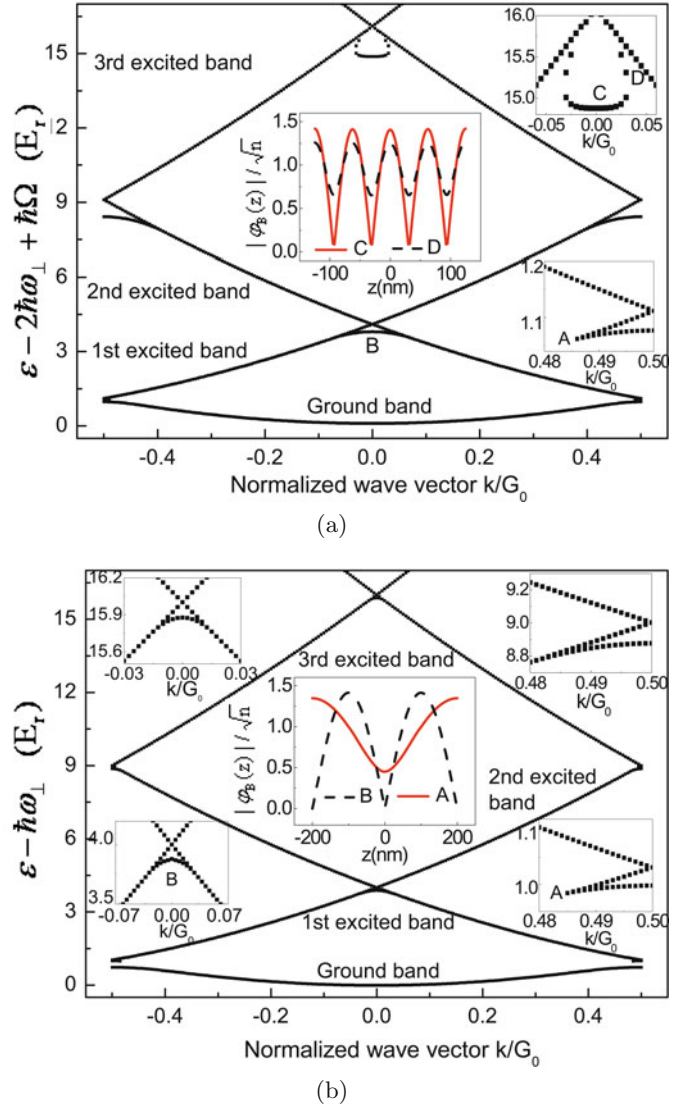 ε − 2ħω⊥ + ħΩ (E_r)
15
12
9
6
3
0
3rd excited band
2nd excited band
1st excited band
Ground band
B
-0.4 -0.2 0.0 0.2 0.4
Normalized wave vector k/G₀
16.0
15.5
15.0
C
D
-0.05 0.00 0.05
k/G₀
|φ_B(z)| / √n
1.5
1.0
0.5
0.0
C D
-100 0 100
z(nm)
1.2
1.1
A
0.48 0.49 0.50
k/G₀
(a)
ε − ħω⊥ (E_r)
15
12
9
6
3
0
16.2
15.9
15.6
-0.03 0.00 0.03
k/G₀
9.2
9.0
8.8
0.48 0.49 0.50
k/G₀
3rd excited band
|φ_B(z)| / √n
1.5
1.0
0.5
0.0
B A
-200 0 200
z(nm)
2nd excited
band
4.0
3.5
B
-0.07 0.00 0.07
k/G₀
1.1
1.0
A
0.48 0.49 0.50
k/G₀
1st excited band
Ground band
-0.4 -0.2 0.0 0.2 0.4
Normalized wave vector k/G₀
(b)